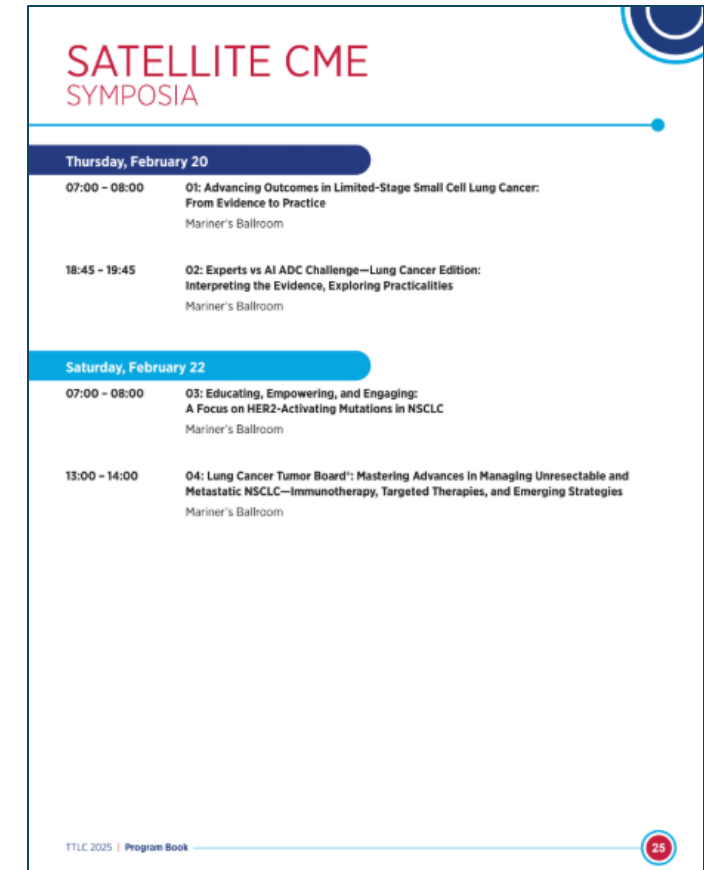 SATELLITE CME
SYMPOSIA
Thursday, February 20
07:00 – 08:00
01: Advancing Outcomes in Limited-Stage Small Cell Lung Cancer:
From Evidence to Practice
Mariner's Ballroom
18:45 – 19:45
02: Experts vs AI ADC Challenge—Lung Cancer Edition:
Interpreting the Evidence, Exploring Practicalities
Mariner's Ballroom
Saturday, February 22
07:00 – 08:00
03: Educating, Empowering, and Engaging:
A Focus on HER2-Activating Mutations in NSCLC
Mariner's Ballroom
13:00 – 14:00
04: Lung Cancer Tumor Board®: Mastering Advances in Managing Unresectable and
Metastatic NSCLC—Immunotherapy, Targeted Therapies, and Emerging Strategies
Mariner's Ballroom
TTLC 2025 | Program Book
25